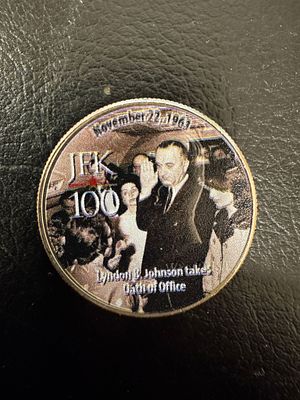 November 22, 1963
JFK
100
Lyndon B. Johnson takes
Oath of Office